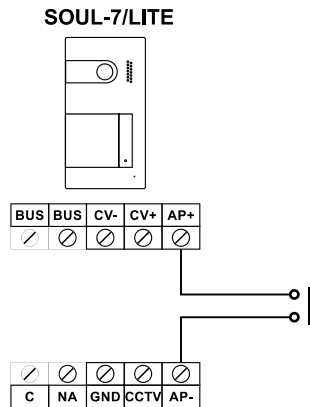 SOUL-7/LITE
BUS BUS CV- CV+ AP+
C NA GND CCTV AP-